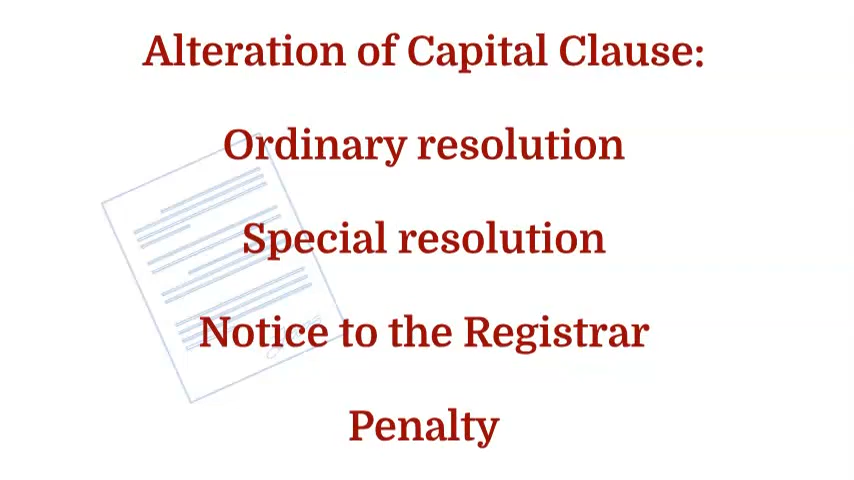 Alteration of Capital Clause:
Ordinary resolution
Special resolution
Notice to the Registrar
Penalty